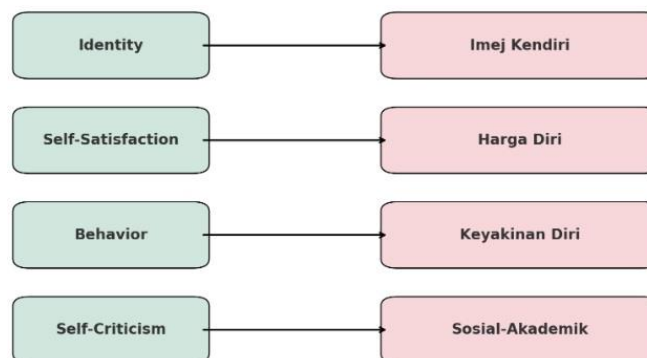 Identity
Imej Kendiri
Self-Satisfaction
Harga Diri
Behavior
Keyakinan Diri
Self-Criticism
Sosial-Akademik